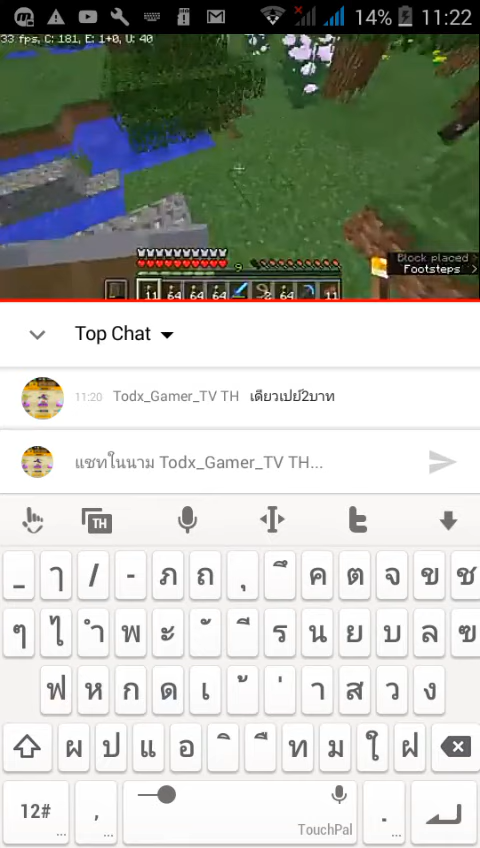 14% 11:22
33 fps, C: 181, E: 1+0, U: 40
Block placed >
Footsteps >
11 64 64 64 2 64 11
Top Chat
11:20 Todx_Gamer_TV TH เดียวเปย์2บาท
แชทในนาม Todx_Gamer_TV TH...
TH
_ ๅ / - ภ ถ ุ ึ ค ต จ ข ช
ๆ ไ ำ พ ะ ั ี ร น ย บ ล ฃ
ฟ ห ก ด เ ้ ่ า ส ว ง
ผ ป แ อ ิ ื ท ม ใ ฝ
12# ... , ... . ...
TouchPal